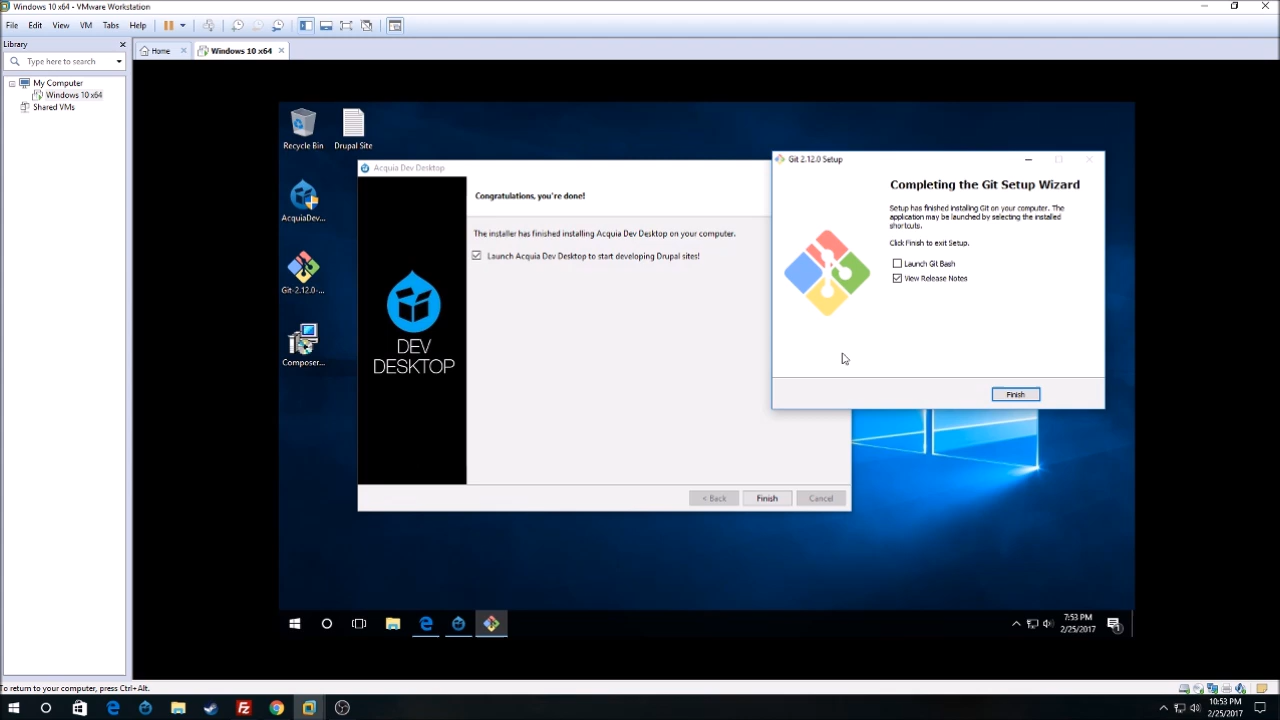 Windows 10 x64 - VMware Workstation
File Edit View VM Tabs Help
Library
Type here to search
My Computer
Windows 10 x64
Shared VMs
Home
Windows 10 x64
Recycle Bin
Drupal Site
AcquiaDev...
Git-2.12.0-...
Composer...
Acquia Dev Desktop
Congratulations, you're done!
The installer has finished installing Acquia Dev Desktop on your computer.
Launch Acquia Dev Desktop to start developing Drupal sites!
DEV
DESKTOP
< Back
Finish
Cancel
Git 2.12.0 Setup
Completing the Git Setup Wizard
Setup has finished installing Git on your computer. The
application may be launched by selecting the installed
shortcuts.
Click Finish to exit Setup.
Launch Git Bash
View Release Notes
Finish
7:53 PM
2/25/2017
1
To return to your computer, press Ctrl+Alt.
10:53 PM
2/25/2017